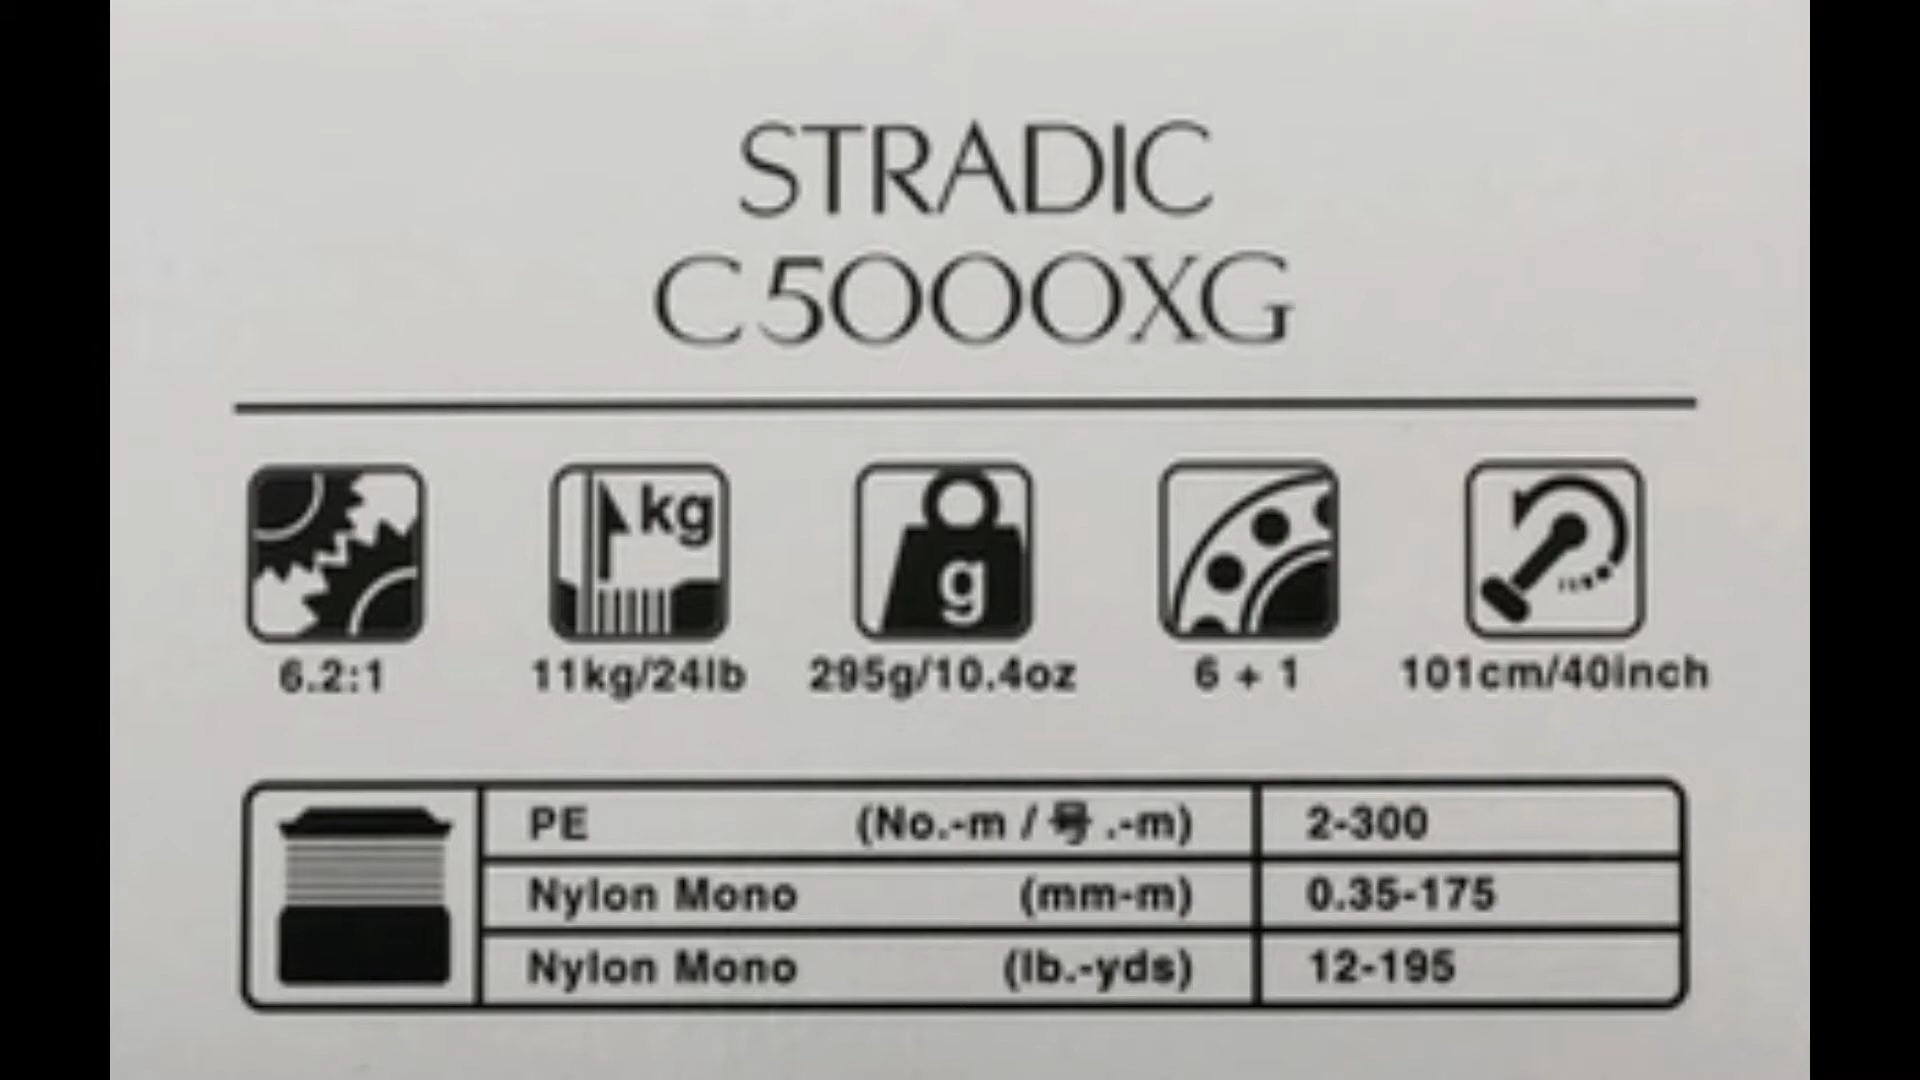 STRADIC
C5000XG
kg
g
6.2:1 11kg/24lb 295g/10.4oz 6 + 1 101cm/40inch
PE (No.-m / 号.-m) 2-300
Nylon Mono (mm-m) 0.35-175
Nylon Mono (lb.-yds) 12-195